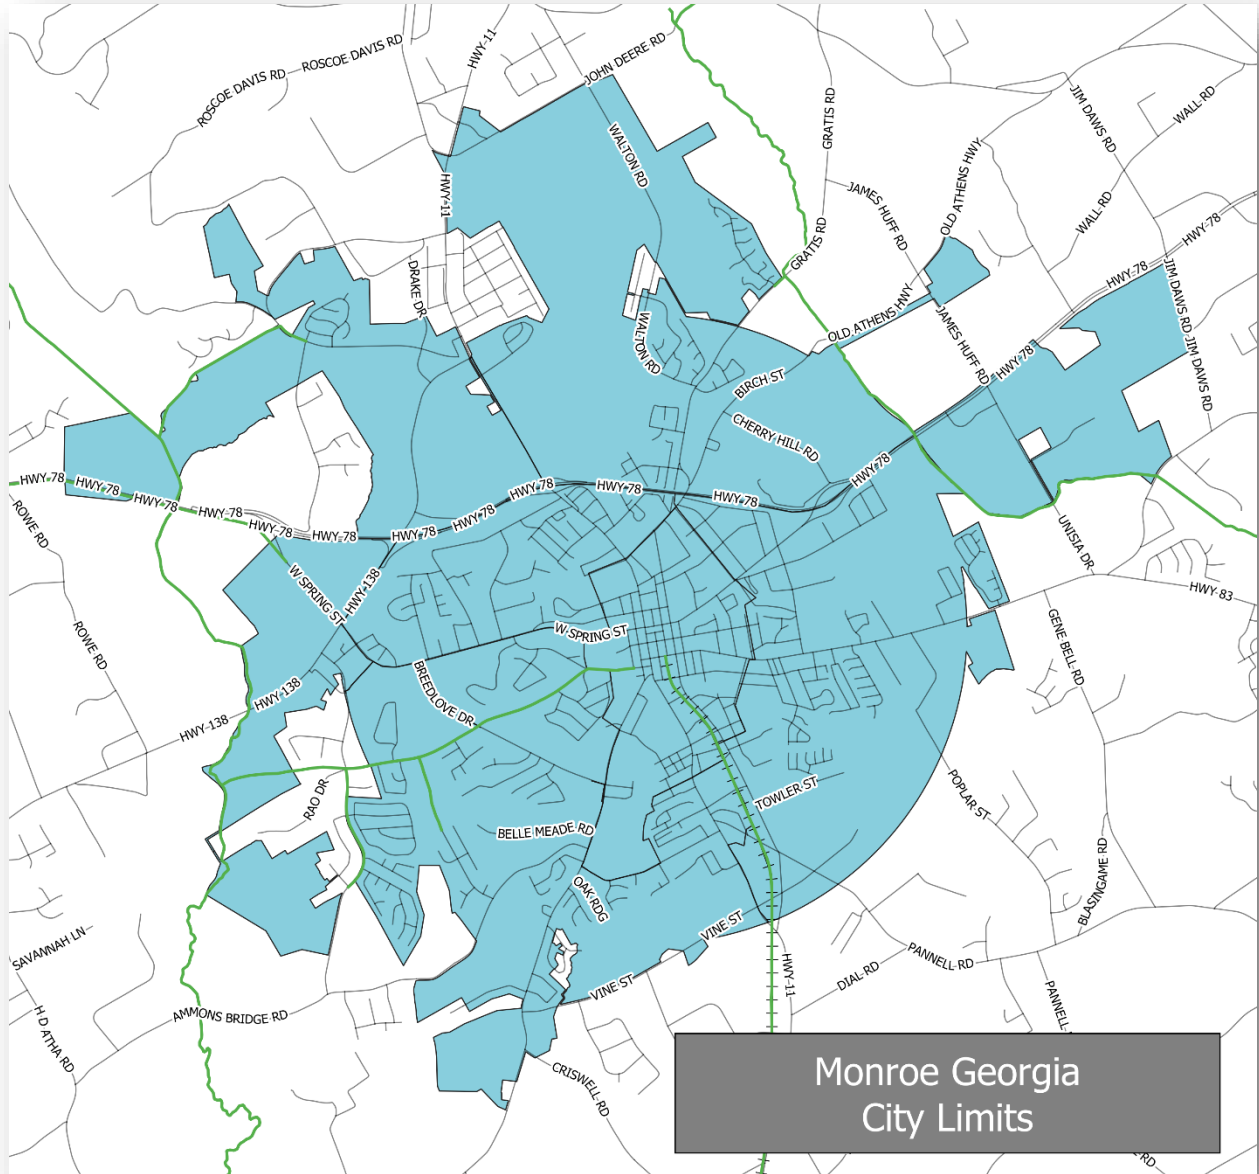 HWY-11
JOHN DEERE RD
ROSCOE DAVIS RD
ROSCOE DAVIS RD
GRATIS RD
JIM DAWS RD
WALL-RD
WALTON RD
OLD ATHENS HWY
HWY-11
JAMES HUFF RD
WALL-RD
GRATIS RD
HWY-78
HWY-78
DRAKE DR
OLD ATHENS HWY
JIM DAWS RD
JIM DAWS RD
WALTON RD
JAMES HUFF RD
HWY-78
BIRCH ST
CHERRY HILL RD
HWY-78
HWY-78
HWY-78
HWY-78
HWY-78
HWY-78
HWY-78
HWY-78
HWY-78
HWY-78
HWY-78
HWY-78
ROWE RD
UNISIA DR
HWY-83
W SPRING ST
HWY-138
W SPRING ST
ROWE RD
GENE BELL-RD
BREEDLOVE DR
HWY-138
HWY-138
RAO DR
TOWLER ST
POPLAR-ST
BELLE MEADE RD
BLASINGAME RD
OAK RDG
VINE ST
SAVANNAH LN
PANNELL-RD
DIAL-RD
HWY-11
VINE ST
PANNELL-
AMMONS BRIDGE RD
H D ATHA RD
CRISWELL-RD
Monroe Georgia
City Limits
-RD